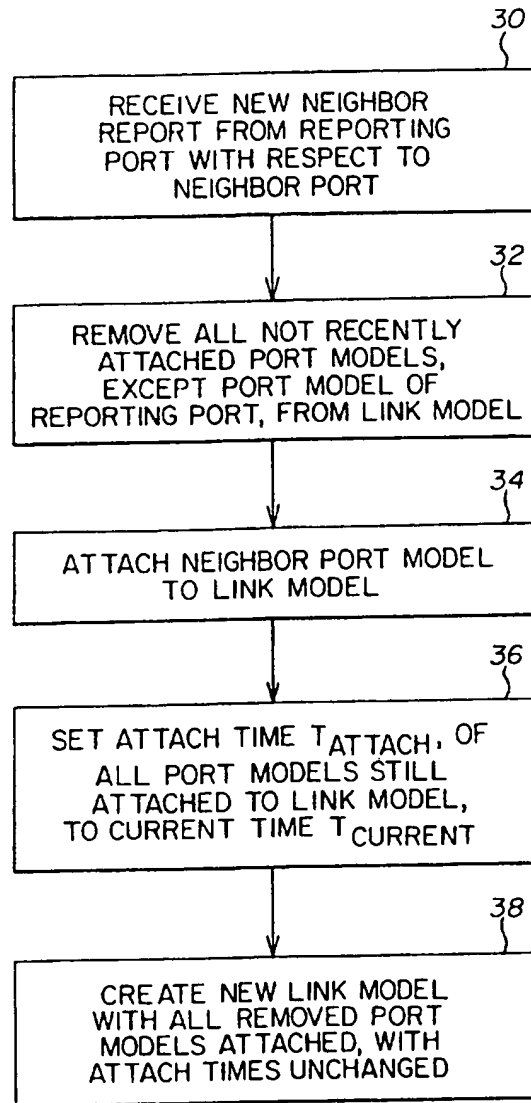 30
RECEIVE NEW NEIGHBOR
REPORT FROM REPORTING
PORT WITH RESPECT TO
NEIGHBOR PORT
32
REMOVE ALL NOT RECENTLY
ATTACHED PORT MODELS,
EXCEPT PORT MODEL OF
REPORTING PORT, FROM LINK MODEL
34
ATTACH NEIGHBOR PORT MODEL
TO LINK MODEL
36
SET ATTACH TIME TATTACH, OF
ALL PORT MODELS STILL
ATTACHED TO LINK MODEL,
TO CURRENT TIME TCURRENT
38
CREATE NEW LINK MODEL
WITH ALL REMOVED PORT
MODELS ATTACHED, WITH
ATTACH TIMES UNCHANGED